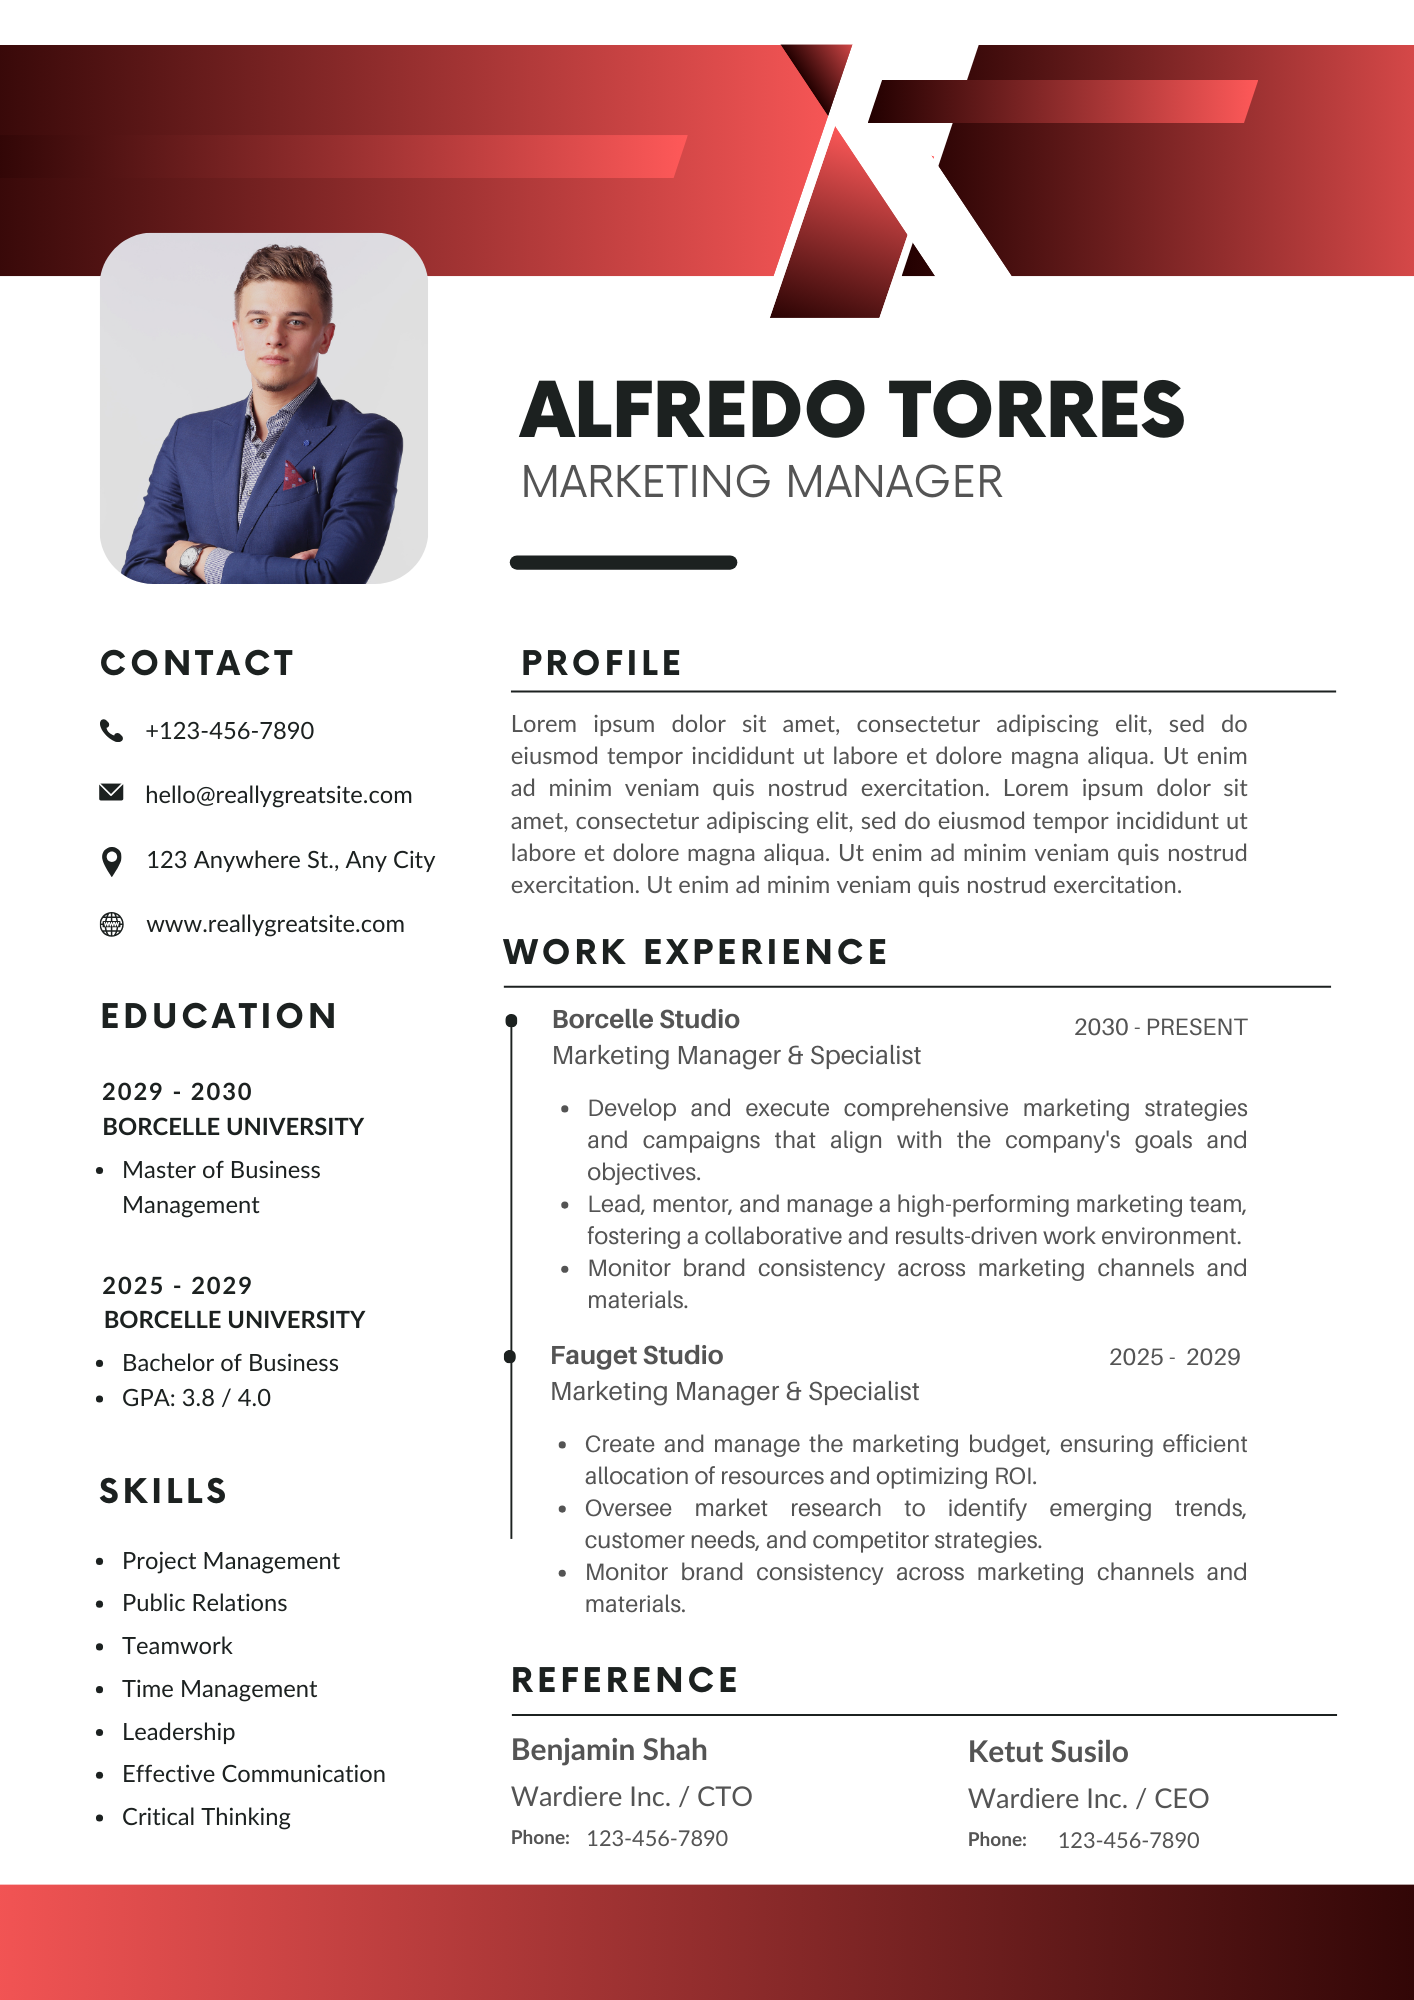 ALFREDO TORRES
MARKETING MANAGER
CONTACT
+123-456-7890
hello@reallygreatsite.com
123 Anywhere St., Any City
www.reallygreatsite.com
EDUCATION
2029 - 2030
BORCELLE UNIVERSITY
• Master of Business
Management
2025 - 2029
BORCELLE UNIVERSITY
• Bachelor of Business
• GPA: 3.8 / 4.0
SKILLS
• Project Management
• Public Relations
• Teamwork
• Time Management
• Leadership
• Effective Communication
• Critical Thinking
PROFILE
Lorem ipsum dolor sit amet, consectetur adipiscing elit, sed do
eiusmod tempor incididunt ut labore et dolore magna aliqua. Ut enim
ad minim veniam quis nostrud exercitation. Lorem ipsum dolor sit
amet, consectetur adipiscing elit, sed do eiusmod tempor incididunt ut
labore et dolore magna aliqua. Ut enim ad minim veniam quis nostrud
exercitation. Ut enim ad minim veniam quis nostrud exercitation.
WORK EXPERIENCE
Borcelle Studio
2030 - PRESENT
Marketing Manager & Specialist
• Develop and execute comprehensive marketing strategies
and campaigns that align with the company's goals and
objectives.
• Lead, mentor, and manage a high-performing marketing team,
fostering a collaborative and results-driven work environment.
• Monitor brand consistency across marketing channels and
materials.
Fauget Studio
2025 - 2029
Marketing Manager & Specialist
• Create and manage the marketing budget, ensuring efficient
allocation of resources and optimizing ROI.
• Oversee market research to identify emerging trends,
customer needs, and competitor strategies.
• Monitor brand consistency across marketing channels and
materials.
REFERENCE
Benjamin Shah
Wardiere Inc. / CTO
Phone: 123-456-7890
Ketut Susilo
Wardiere Inc. / CEO
Phone: 123-456-7890